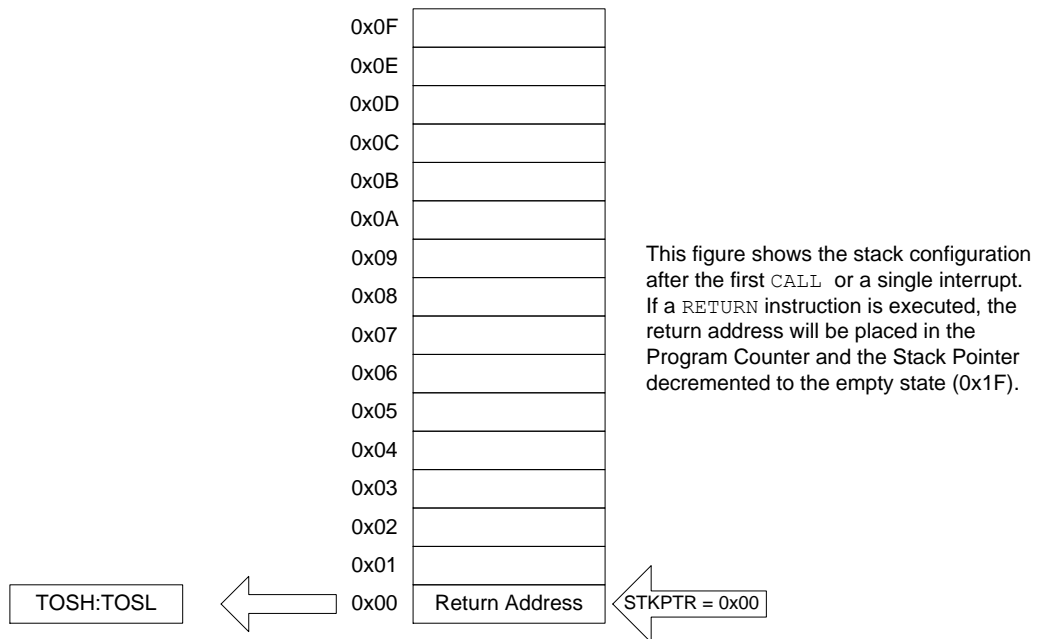 0x0F
0x0E
0x0D
0x0C
0x0B
0x0A
0x09
0x08
0x07
0x06
0x05
0x04
0x03
0x02
0x01
TOSH:TOSL 0x00 Return Address STKPTR = 0x00
This figure shows the stack configuration
after the first CALL or a single interrupt.
If a RETURN instruction is executed, the
return address will be placed in the
Program Counter and the Stack Pointer
decremented to the empty state (0x1F).